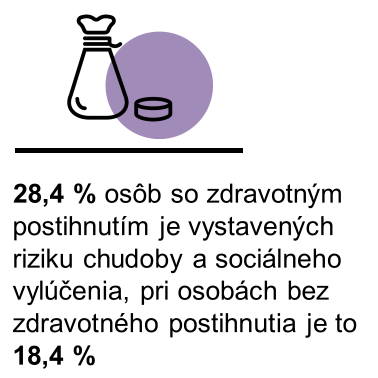 28,4 % osôb so zdravotným
postihnutím je vystavených
riziku chudoby a sociálneho
vylúčenia, pri osobách bez
zdravotného postihnutia je to
18,4 %